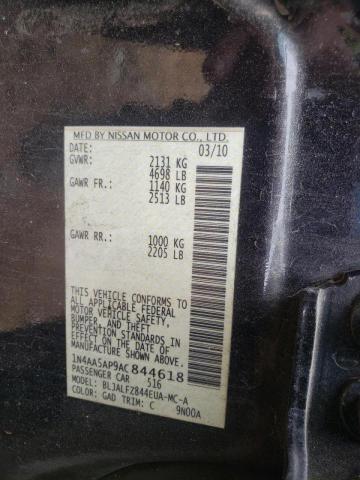 MFD BY NISSAN MOTOR CO., LTD.
DATE: 03/10
GVWR: 2131 KG
4698 LB
GAWR FR.: 1140 KG
2513 LB
GAWR RR.: 1000 KG
2205 LB
THIS VEHICLE CONFORMS TO
ALL APPLICABLE FEDERAL
MOTOR VEHICLE SAFETY,
BUMPER, AND THEFT
PREVENTION STANDARDS
IN EFFECT ON THE DATE
OF MANUFACTURE SHOWN
ABOVE.
1N4AA5AP9AC844618
PASSENGER CAR 516
MODEL: BLJALFZ844EUA-MC-A
COLOR: GAD TRIM: C 9N00A